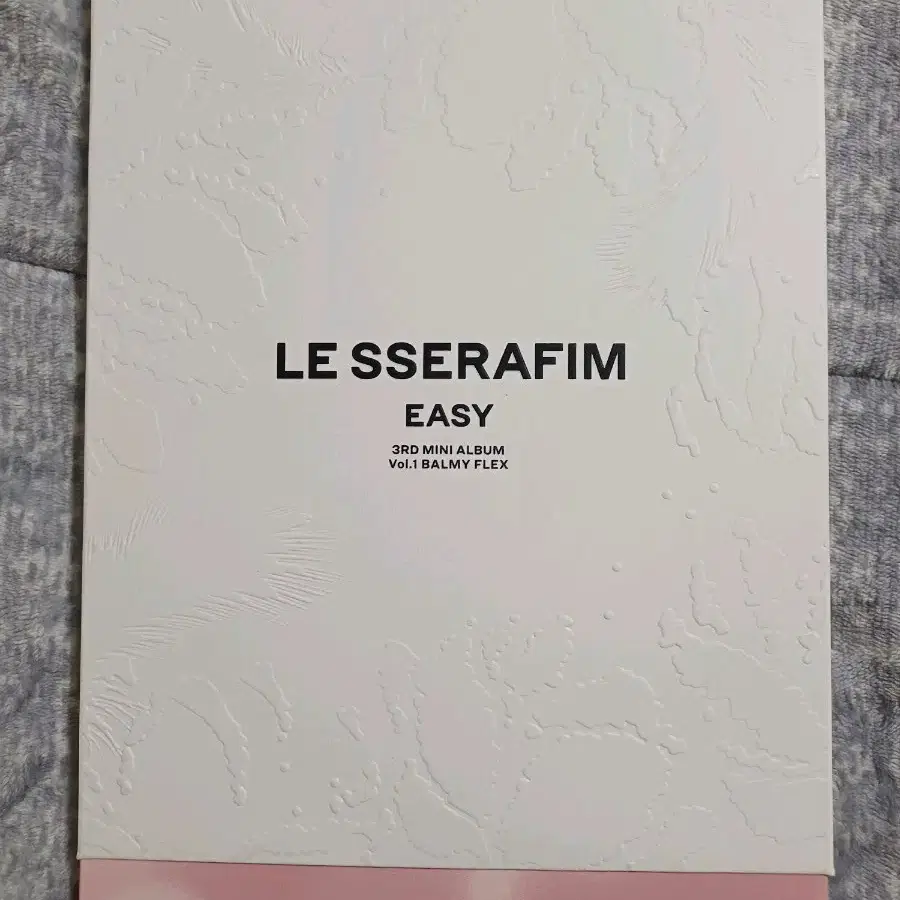 LE SSERAFIM
EASY
3RD MINI ALBUM
Vol.1 BALMY FLEX